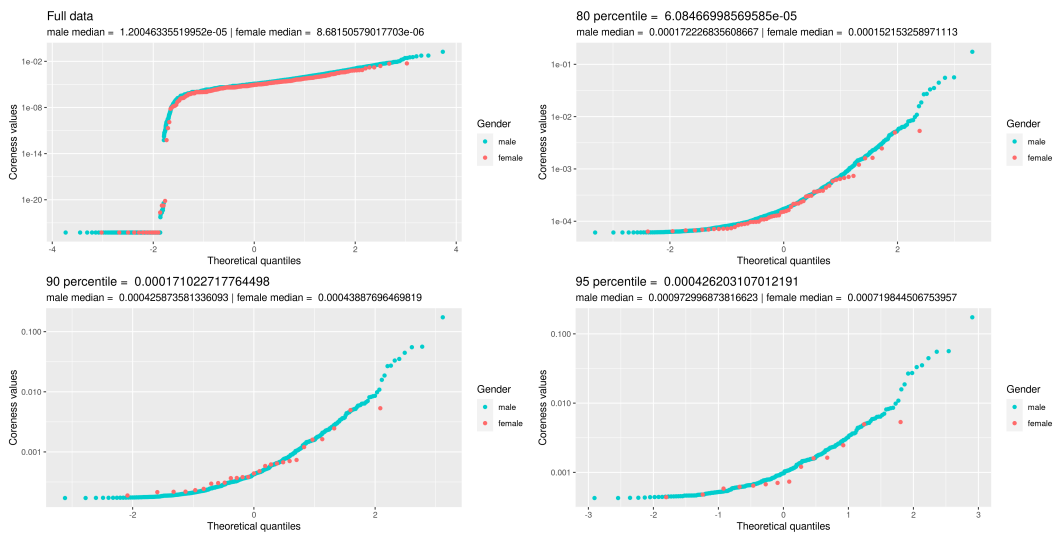 Full data
male median =  1.20046335519952e-05 | female median =  8.68150579017703e-06
1e-02
1e-08
1e-14
1e-20
Coreness values
-4
-2
0
2
4
Theoretical quantiles
Gender
male
female
80 percentile =  6.08466998569585e-05
male median =  0.000172226835608667 | female median =  0.000152153258971113
1e-01
1e-02
1e-03
1e-04
Coreness values
-2
0
2
Theoretical quantiles
Gender
male
female
90 percentile =  0.000171022717764498
male median =  0.000425873581336093 | female median =  0.00043887696469819
0.100
0.010
0.001
Coreness values
-2
0
2
Theoretical quantiles
Gender
male
female
95 percentile =  0.000426203107012191
male median =  0.000972996873816623 | female median =  0.000719844506753957
0.100
0.010
0.001
Coreness values
-3
-2
-1
0
1
2
3
Theoretical quantiles
Gender
male
female